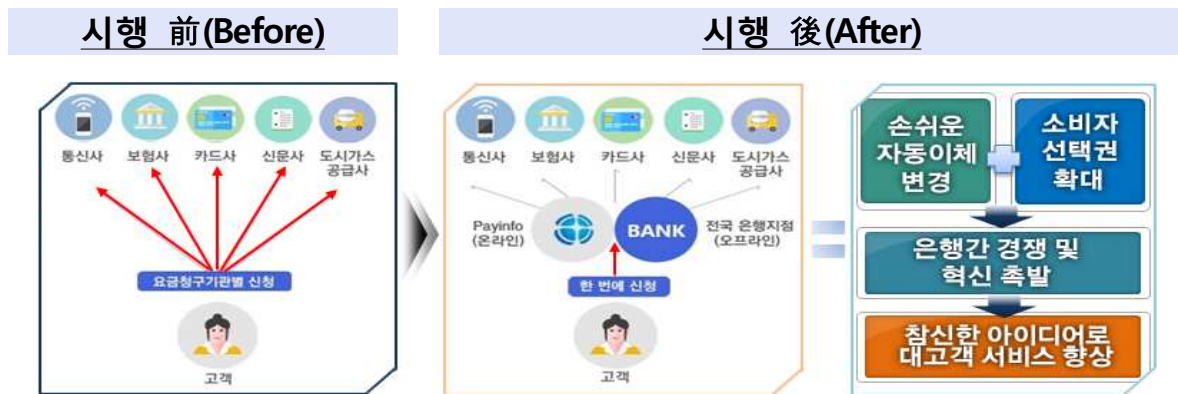 시행 前(Before)
시행 後(After)
통신사 보험사 카드사 신문사 도시가스
공급사
요금청구기관별 신청
고객
통신사 보험사 카드사 신문사 도시가스
공급사
Payinfo
(온라인)
BANK
전국 은행지점
(오프라인)
한 번에 신청
고객
손쉬운
자동이체
변경
소비자
선택권
확대
은행간 경쟁 및
혁신 촉발
참신한 아이디어로
대고객 서비스 향상